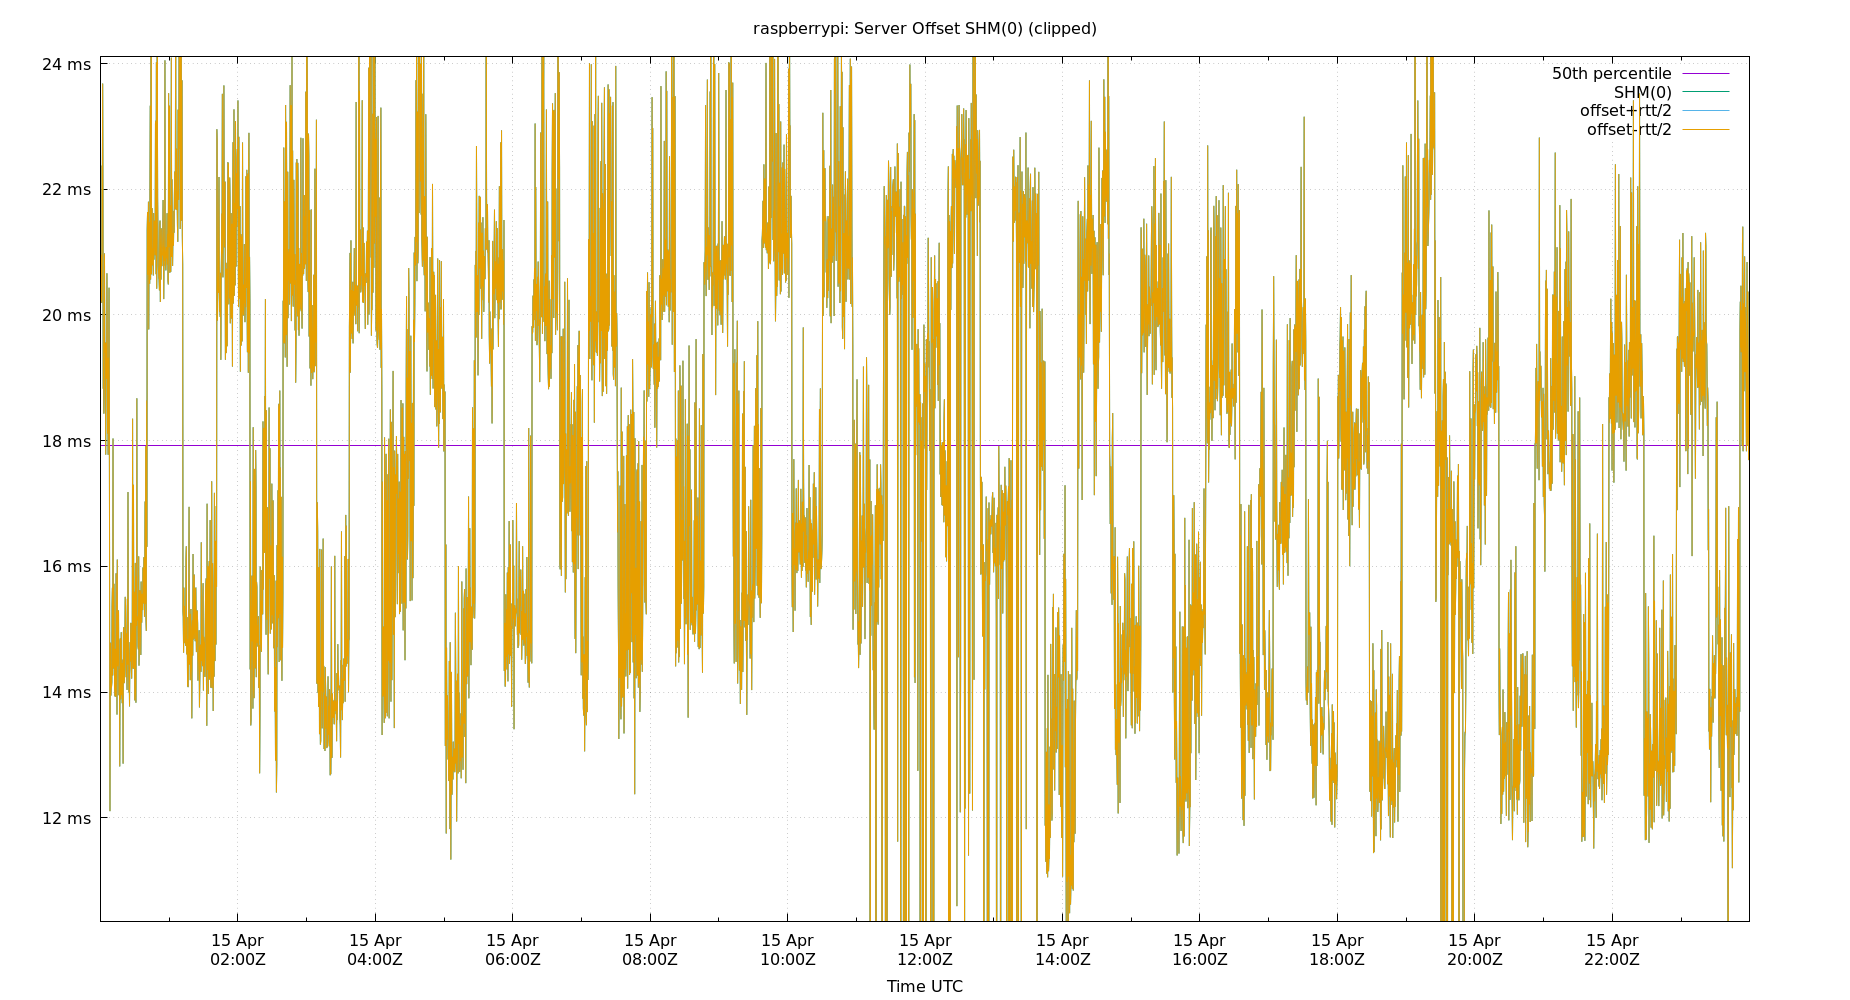 raspberrypi: Server Offset SHM(0) (clipped)
24 ms
22 ms
20 ms
18 ms
16 ms
14 ms
12 ms
50th percentile
SHM(0)
offset+rtt/2
offset-rtt/2
15 Apr 15 Apr 15 Apr 15 Apr 15 Apr 15 Apr 15 Apr 15 Apr 15 Apr 15 Apr 15 Apr
02:00Z 04:00Z 06:00Z 08:00Z 10:00Z 12:00Z 14:00Z 16:00Z 18:00Z 20:00Z 22:00Z
Time UTC